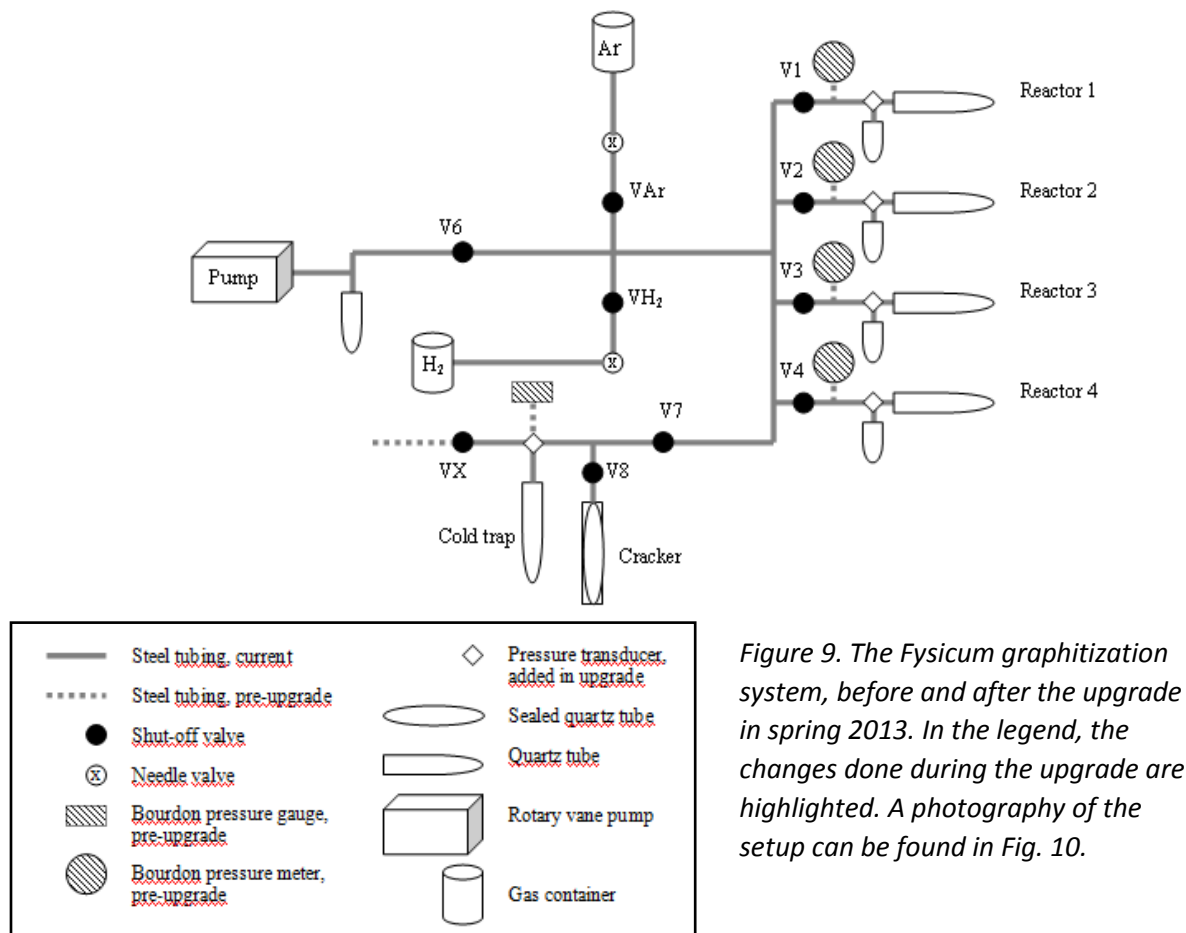 Ar
V1
Reactor 1
V2
Reactor 2
VAr
V6
Pump
V3
Reactor 3
VH₂
H₂
V4
Reactor 4
V7
VX
V8
Cold trap
Cracker
Steel tubing, current
Steel tubing, pre-upgrade
Shut-off valve
X
Needle valve
Bourdon pressure gauge,
pre-upgrade
Bourdon pressure meter,
pre-upgrade
Pressure transducer,
added in upgrade
Sealed quartz tube
Quartz tube
Rotary vane pump
Gas container
Figure 9. The Fysicum graphitization
system, before and after the upgrade
in spring 2013. In the legend, the
changes done during the upgrade are
highlighted. A photography of the
setup can be found in Fig. 10.